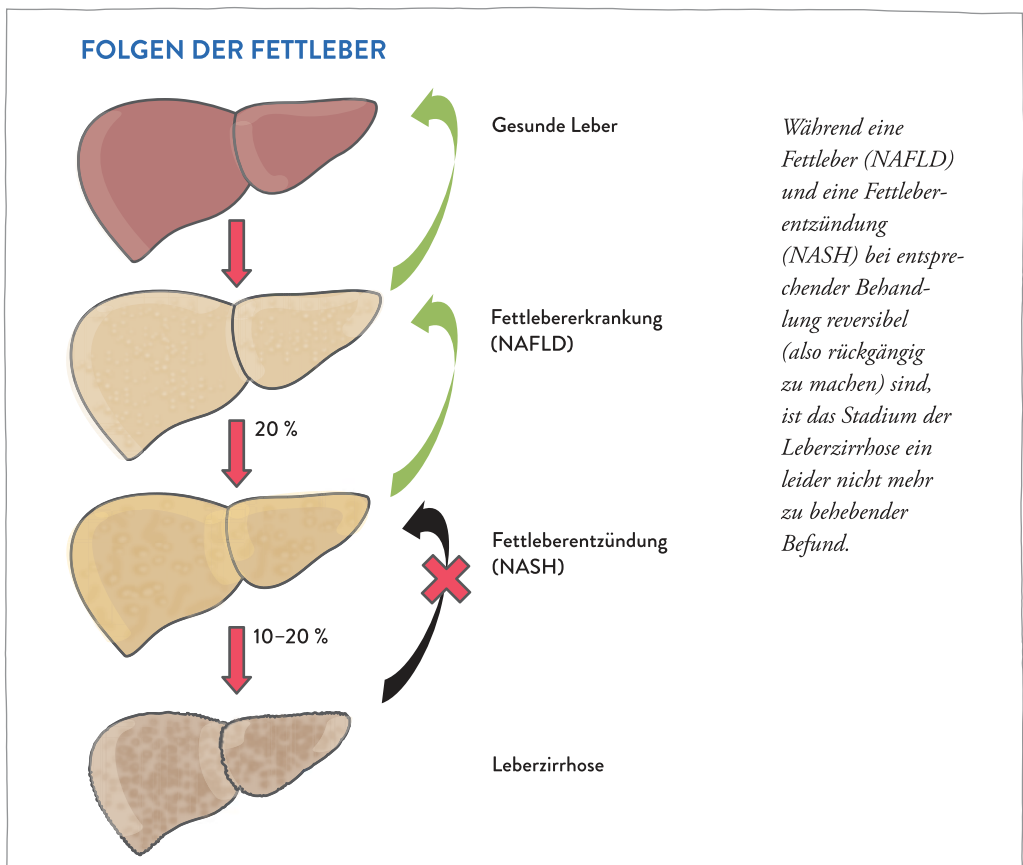 FOLGEN DER FETTLEBER
Gesunde Leber
Fettlebererkrankung
(NAFLD)
20 %
Fettleberentzündung
(NASH)
10–20 %
Leberzirrhose
Während eine
Fettleber (NAFLD)
und eine Fettleber-
entzündung
(NASH) bei entspre-
chender Behand-
lung reversibel
(also rückgängig
zu machen) sind,
ist das Stadium der
Leberzirrhose ein
leider nicht mehr
zu behebender
Befund.